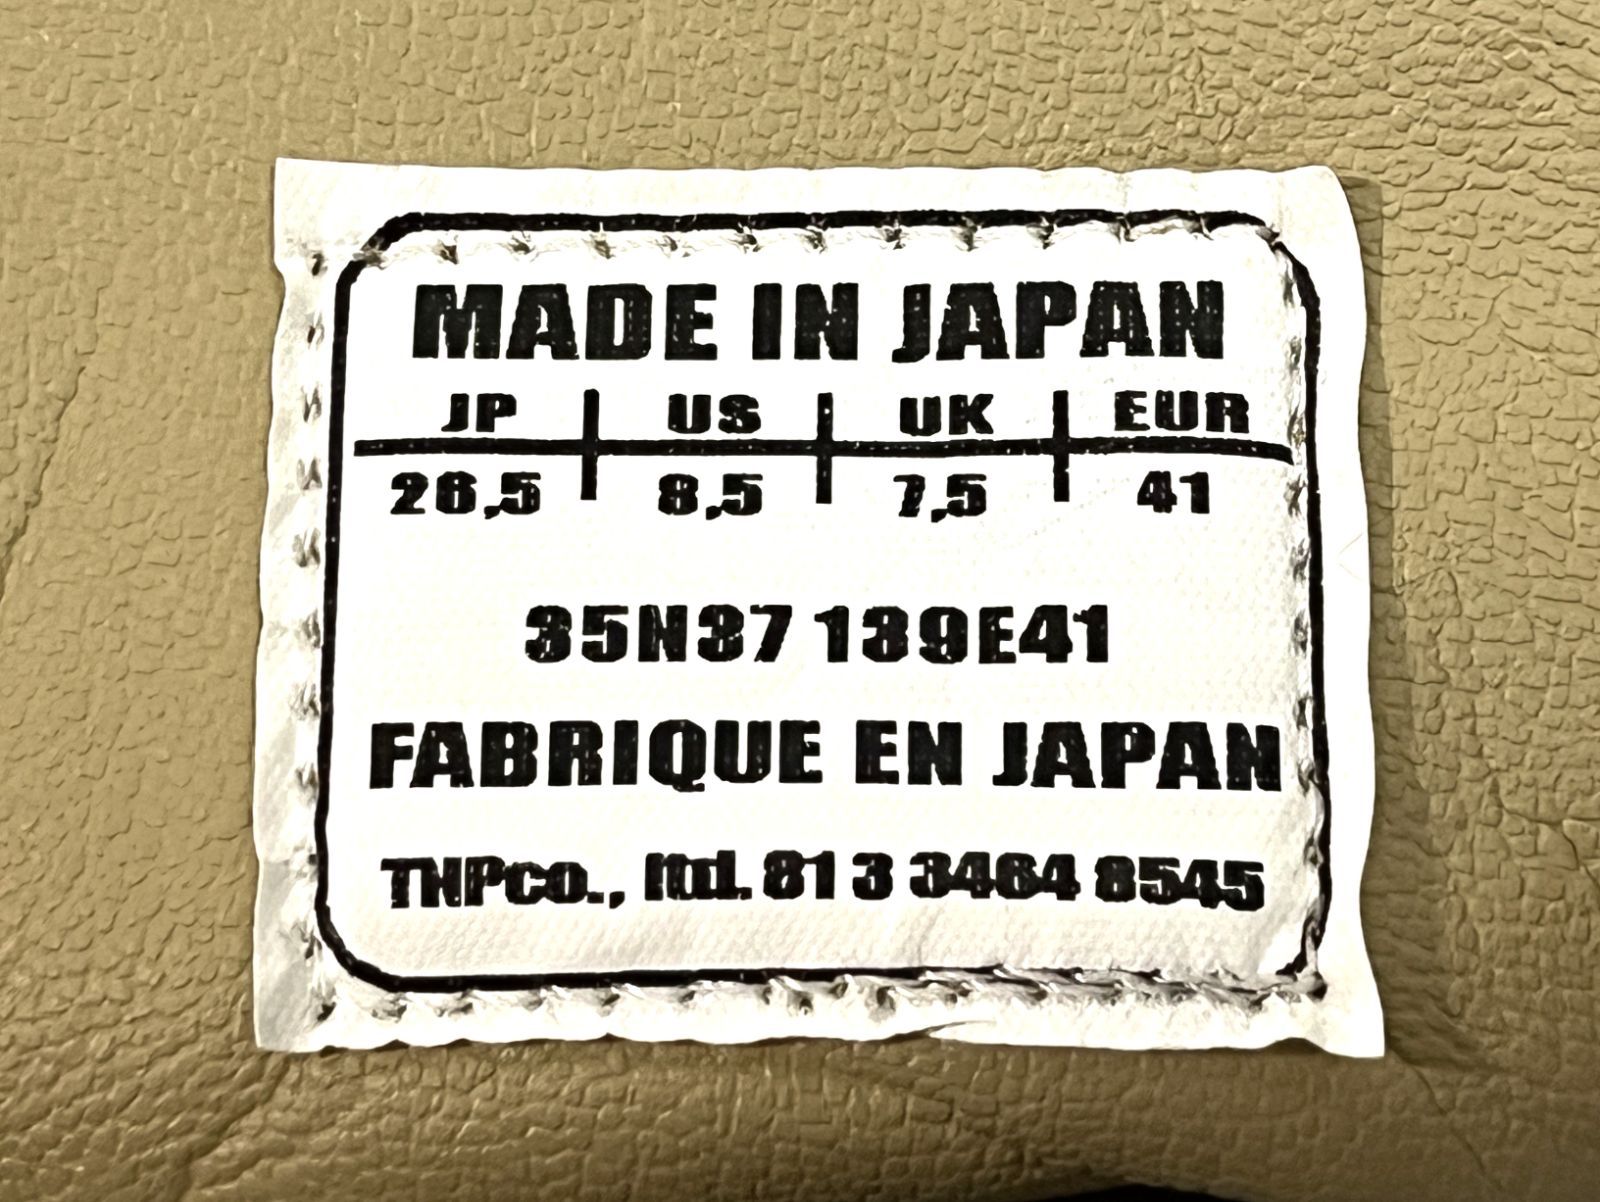 MADE IN JAPAN
JP US UK EUR
26,5 8,5 7,5 41
35N37 139E41
FABRIQUE EN JAPAN
TNPco., ltd. 81 3 3464 8545